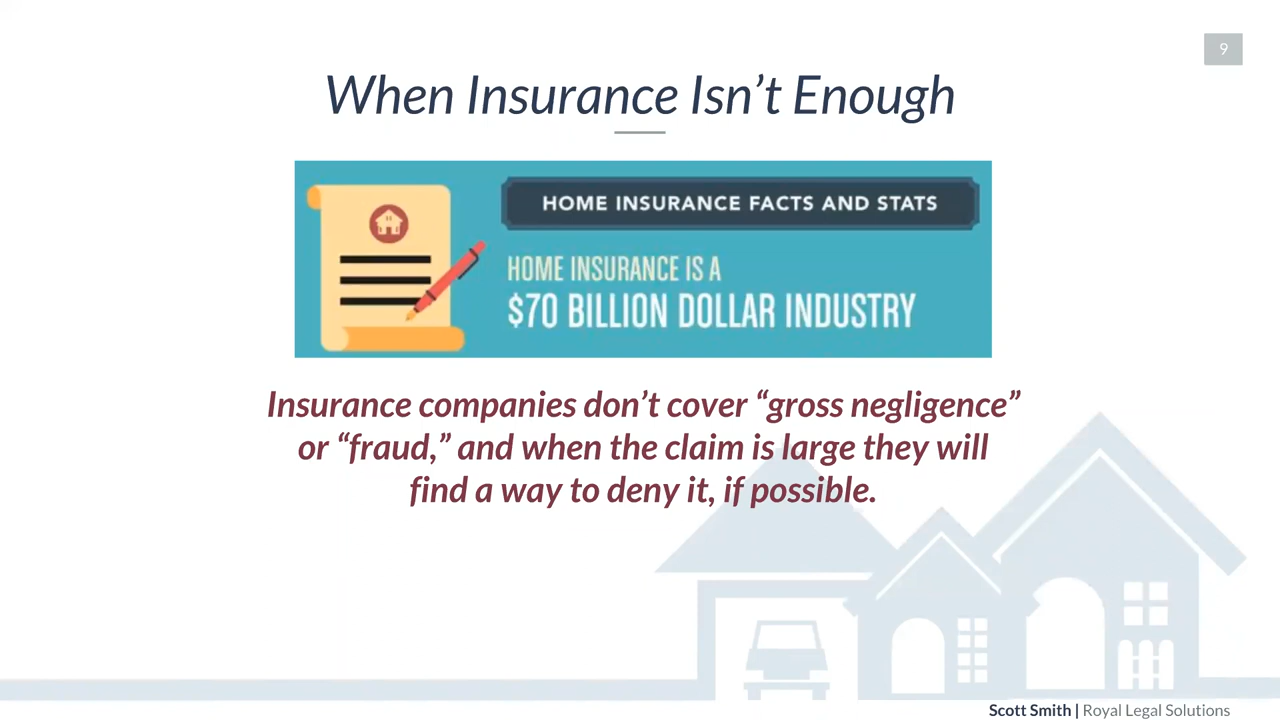 9
When Insurance Isn’t Enough
HOME INSURANCE FACTS AND STATS
HOME INSURANCE IS A
$70 BILLION DOLLAR INDUSTRY
Insurance companies don’t cover “gross negligence”
or “fraud,” and when the claim is large they will
find a way to deny it, if possible.
Scott Smith | Royal Legal Solutions